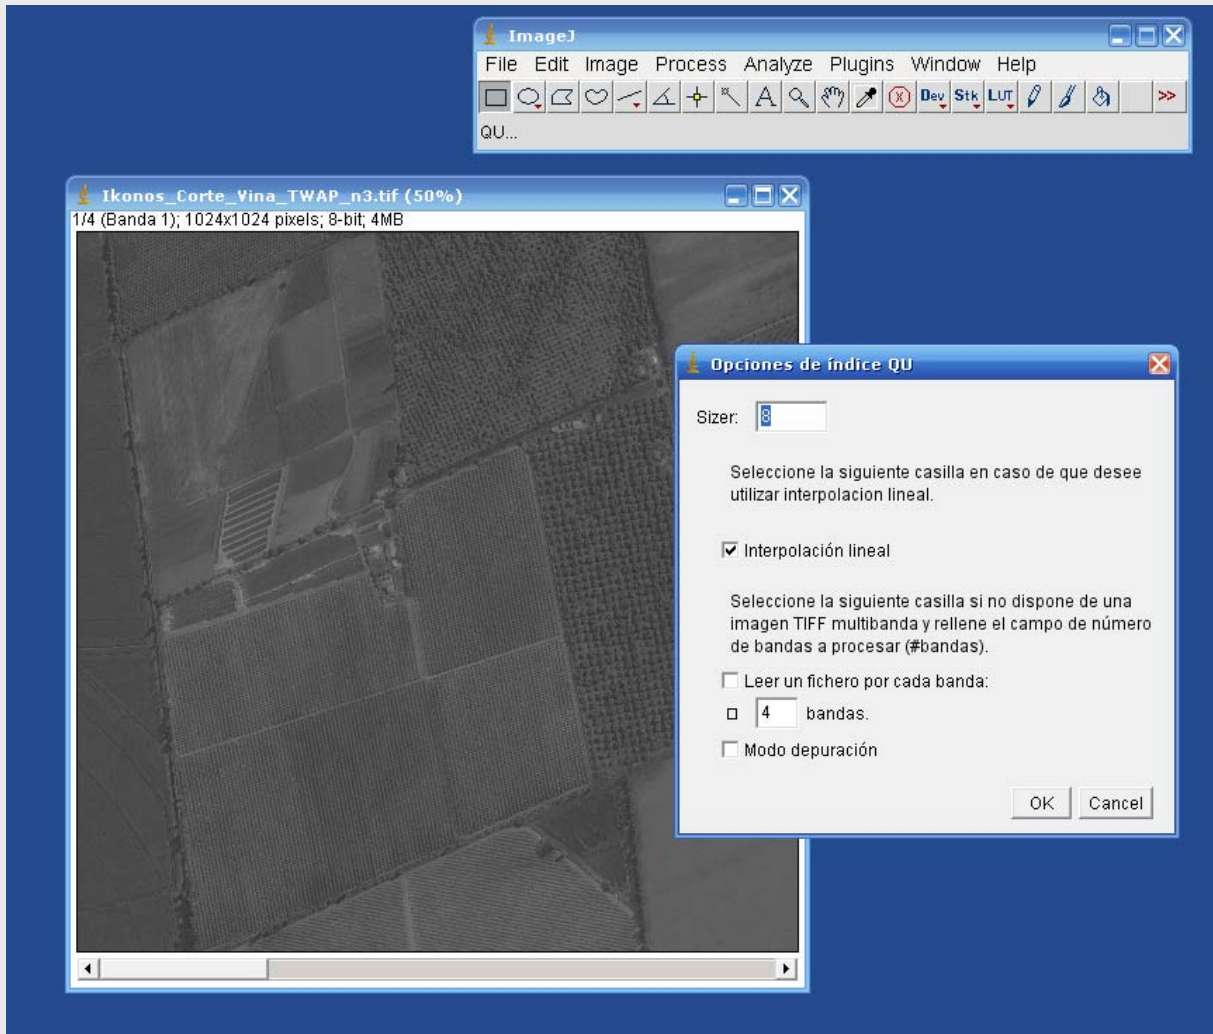 ImageJ
File Edit Image Process Analyze Plugins Window Help
A Dev Stk LUT >>
QU...
Ikonos_Corte_Vina_TWAP_n3.tif (50%)
1/4 (Banda 1); 1024x1024 pixels; 8-bit; 4MB
Opciones de índice QU
Sizer: 8
Seleccione la siguiente casilla en caso de que desee
utilizar interpolacion lineal.
Interpolación lineal
Seleccione la siguiente casilla si no dispone de una
imagen TIFF multibanda y rellene el campo de número
de bandas a procesar (#bandas).
Leer un fichero por cada banda:
4 bandas.
Modo depuración
OK Cancel